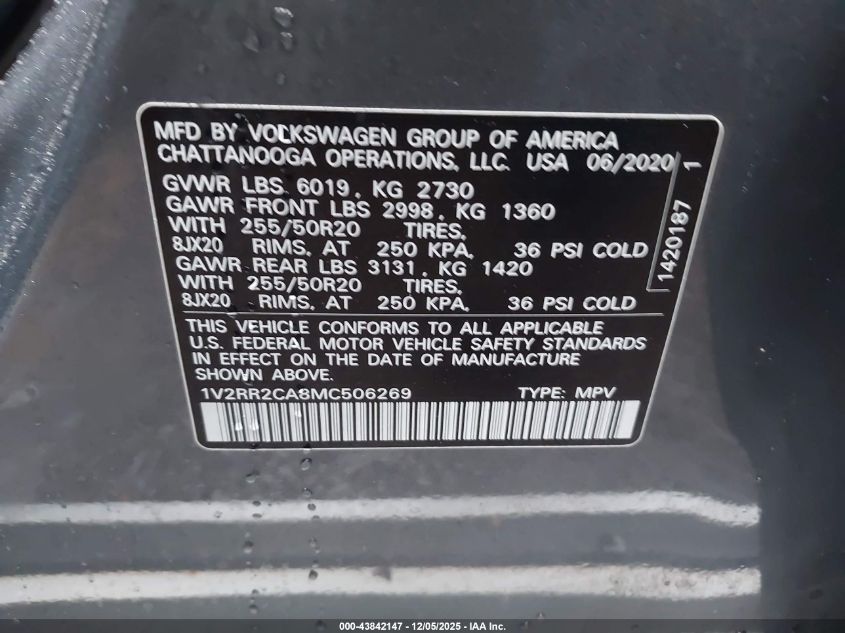 MFD BY VOLKSWAGEN GROUP OF AMERICA
CHATTANOOGA OPERATIONS, LLC. USA 06/2020
GVWR LBS 6019, KG 2730
GAWR FRONT LBS 2998, KG 1360
WITH 255/50R20 TIRES,
8JX20 RIMS, AT 250 KPA, 36 PSI COLD
GAWR REAR LBS 3131, KG 1420
WITH 255/50R20 TIRES,
8JX20 RIMS, AT 250 KPA, 36 PSI COLD
1420187 1
THIS VEHICLE CONFORMS TO ALL APPLICABLE
U.S. FEDERAL MOTOR VEHICLE SAFETY STANDARDS
IN EFFECT ON THE DATE OF MANUFACTURE
SHOWN ABOVE.
1V2RR2CA8MC506269 TYPE: MPV
000-43842147 - 12/05/2025 - IAA Inc.